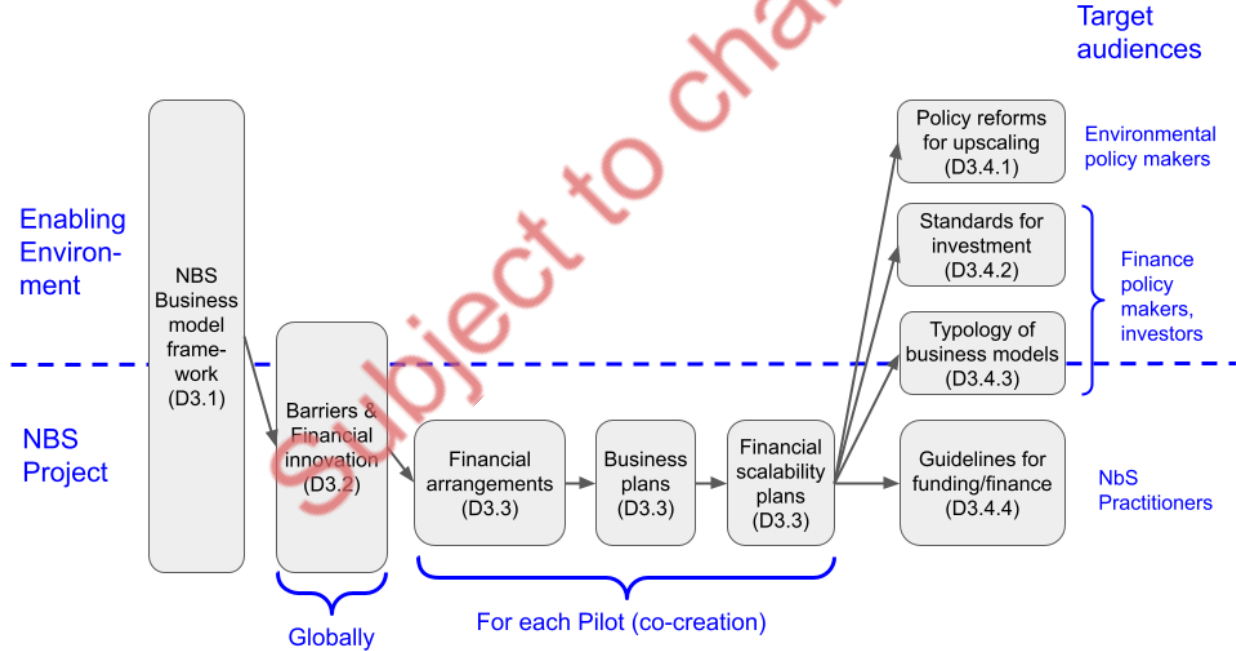 Target
audiences
Enabling
Environ-
ment
NBS
Project
NBS
Business
model
frame-
work
(D3.1)
Barriers &
Financial
innovation
(D3.2)
Globally
Financial
arrangements
(D3.3)
Business
plans
(D3.3)
Financial
scalability
plans
(D3.3)
For each Pilot (co-creation)
Policy reforms
for upscaling
(D3.4.1)
Environmental
policy makers
Standards for
investment
(D3.4.2)
Typology of
business models
(D3.4.3)
Finance
policy
makers,
investors
Guidelines for
funding/finance
(D3.4.4)
NbS
Practitioners
Subject to cha